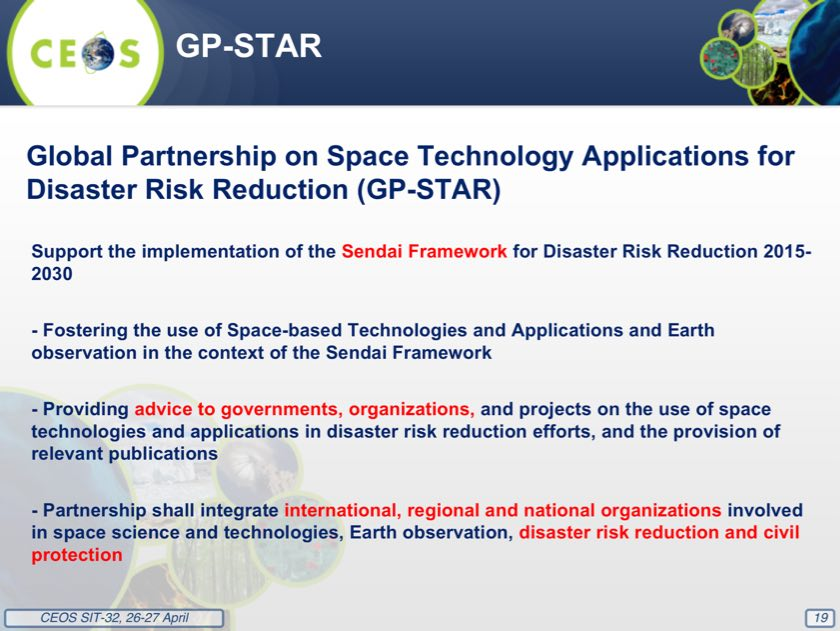 CEOS
GP-STAR
Global Partnership on Space Technology Applications for
Disaster Risk Reduction (GP-STAR)
Support the implementation of the Sendai Framework for Disaster Risk Reduction 2015-
2030
- Fostering the use of Space-based Technologies and Applications and Earth
observation in the context of the Sendai Framework
- Providing advice to governments, organizations, and projects on the use of space
technologies and applications in disaster risk reduction efforts, and the provision of
relevant publications
- Partnership shall integrate international, regional and national organizations involved
in space science and technologies, Earth observation, disaster risk reduction and civil
protection
CEOS SIT-32, 26-27 April
19